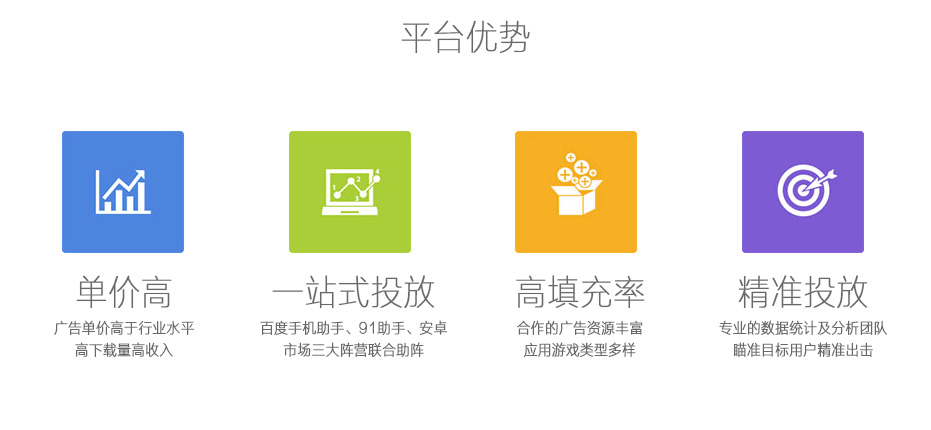 平台优势
1 2 3 4
单价高
广告单价高于行业水平
高下载量高收入
一站式投放
百度手机助手、91助手、安卓
市场三大阵营联合助阵
高填充率
合作的广告资源丰富
应用游戏类型多样
精准投放
专业的数据统计及分析团队
瞄准目标用户精准出击